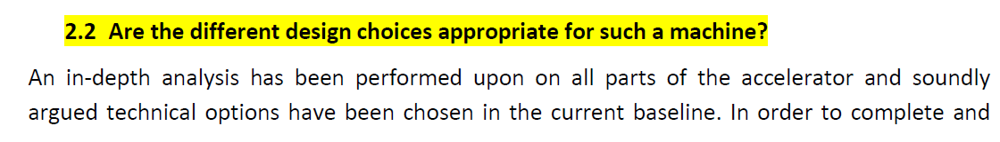 2.2 Are the different design choices appropriate for such a machine?
An in-depth analysis has been performed upon on all parts of the accelerator and soundly
argued technical options have been chosen in the current baseline. In order to complete and